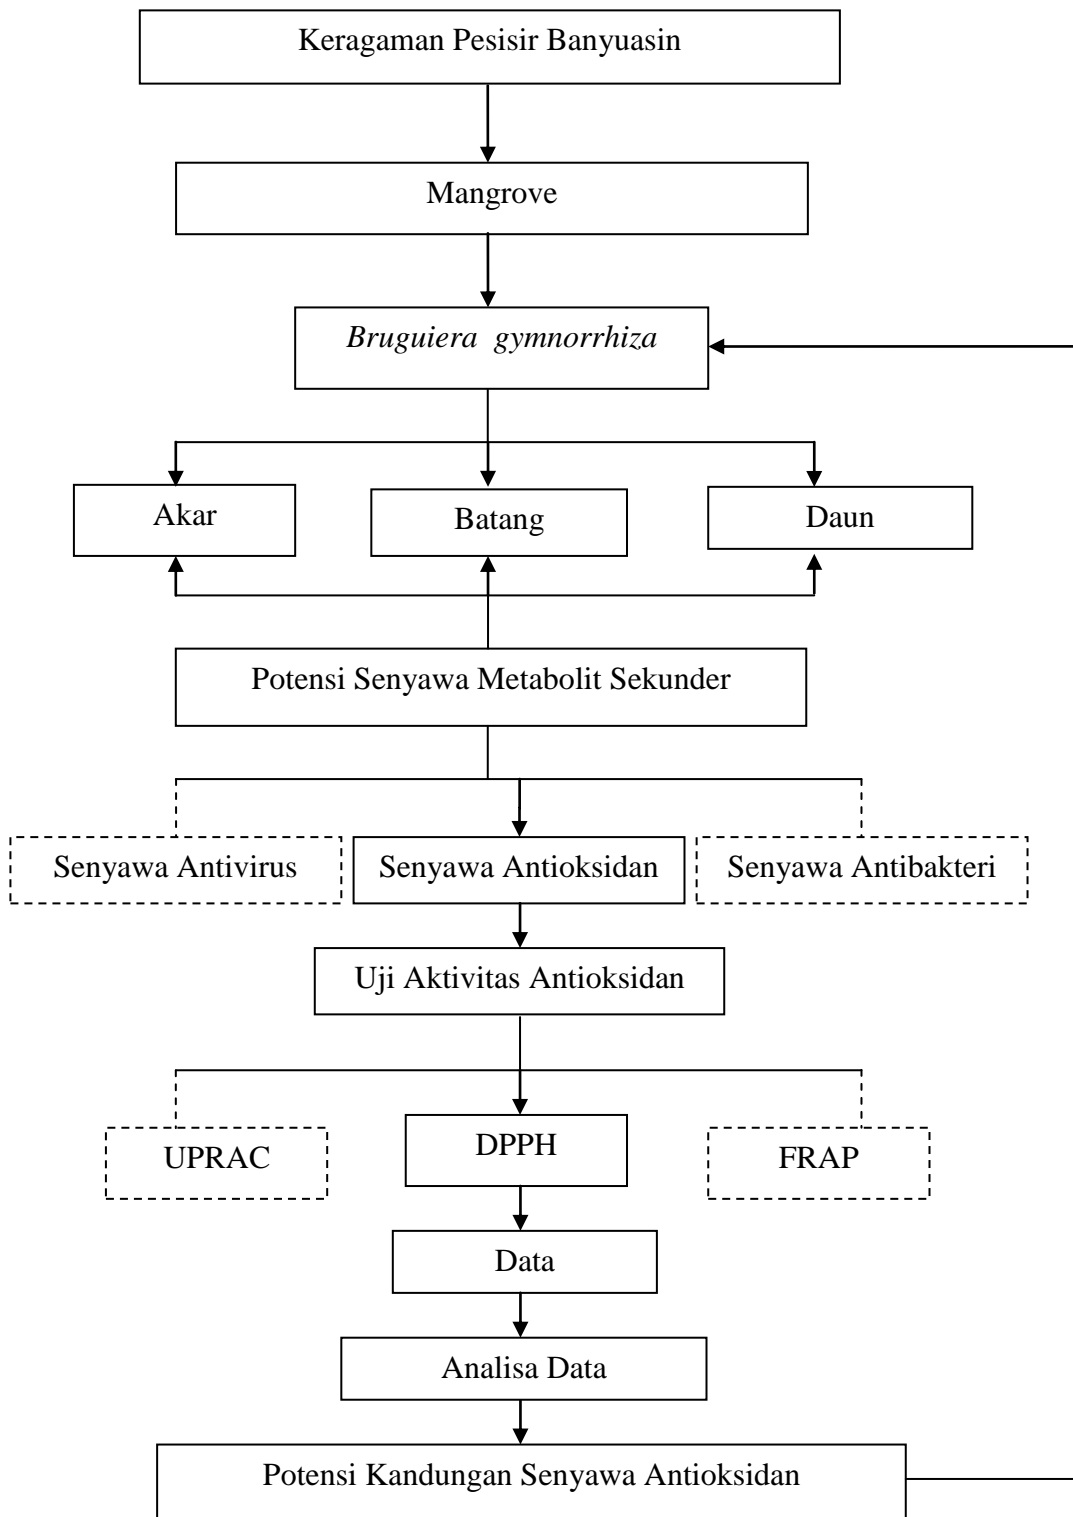 Keragaman Pesisir Banyuasin
Mangrove
Bruguiera gymnorrhiza
Akar
Batang
Daun
Potensi Senyawa Metabolit Sekunder
Senyawa Antivirus
Senyawa Antioksidan
Senyawa Antibakteri
Uji Aktivitas Antioksidan
UPRAC
DPPH
FRAP
Data
Analisa Data
Potensi Kandungan Senyawa Antioksidan